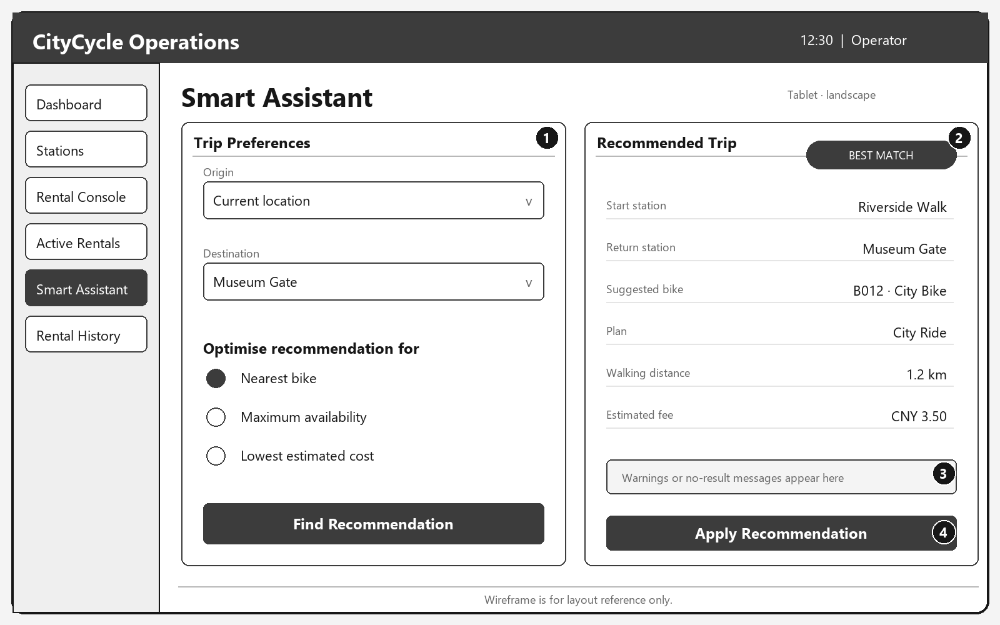 CityCycle Operations
12:30 | Operator
Dashboard
Stations
Rental Console
Active Rentals
Smart Assistant
Rental History
Smart Assistant
Tablet · landscape
Trip Preferences
1
Origin
Current location v
Destination
Museum Gate v
Optimise recommendation for
Nearest bike
Maximum availability
Lowest estimated cost
Find Recommendation
Recommended Trip
2
BEST MATCH
Start station Riverside Walk
Return station Museum Gate
Suggested bike B012 · City Bike
Plan City Ride
Walking distance 1.2 km
Estimated fee CNY 3.50
Warnings or no-result messages appear here
3
Apply Recommendation
4
Wireframe is for layout reference only.